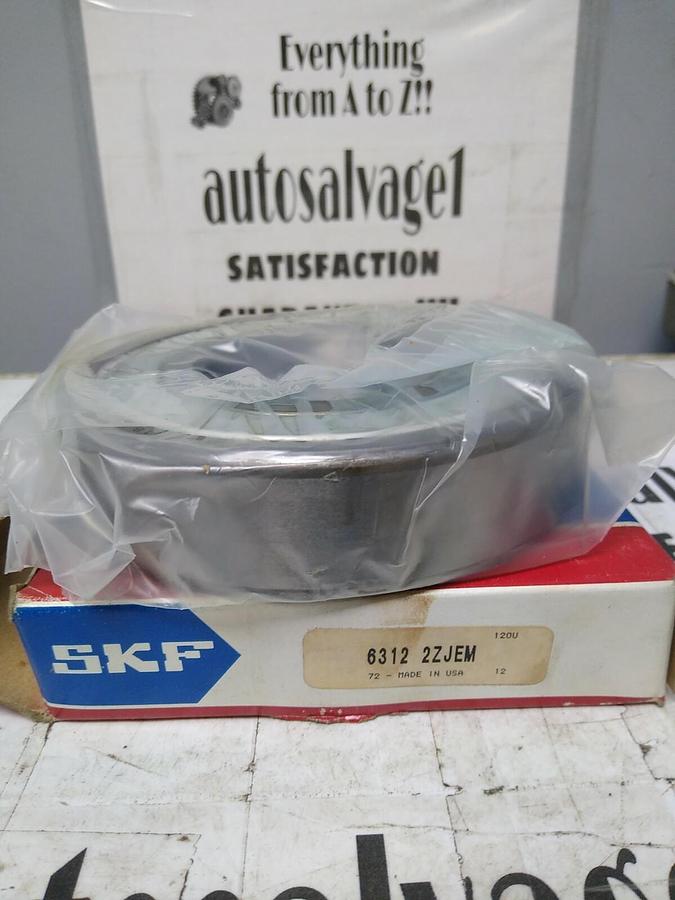 Everything
from A to Z!!
autosalvage1
SATISFACTION
SKF
120U
6312 2ZJEM
72 - MADE IN USA 12